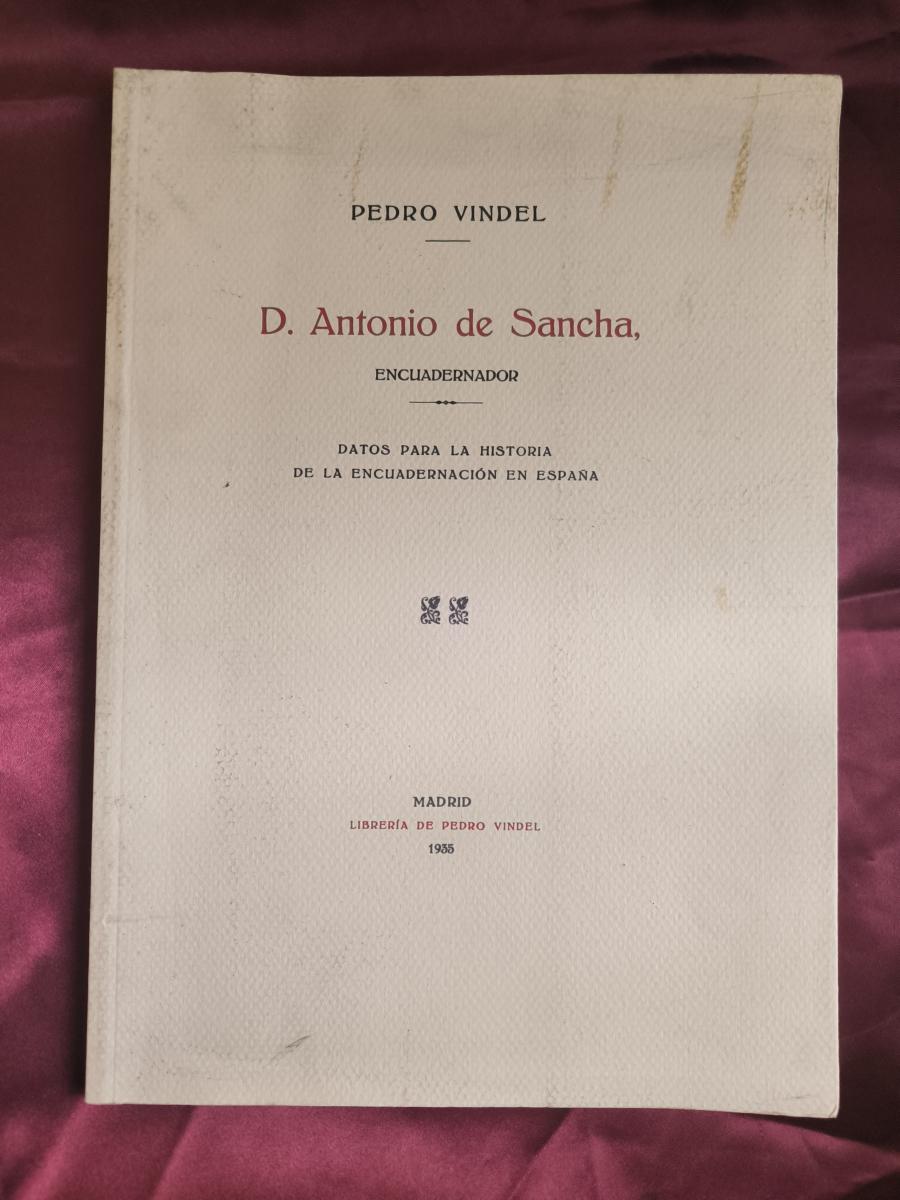 PEDRO VINDEL
D. Antonio de Sancha,
ENCUADERNADOR
DATOS PARA LA HISTORIA
DE LA ENCUADERNACIÓN EN ESPAÑA
MADRID
LIBRERÍA DE PEDRO VINDEL
1935